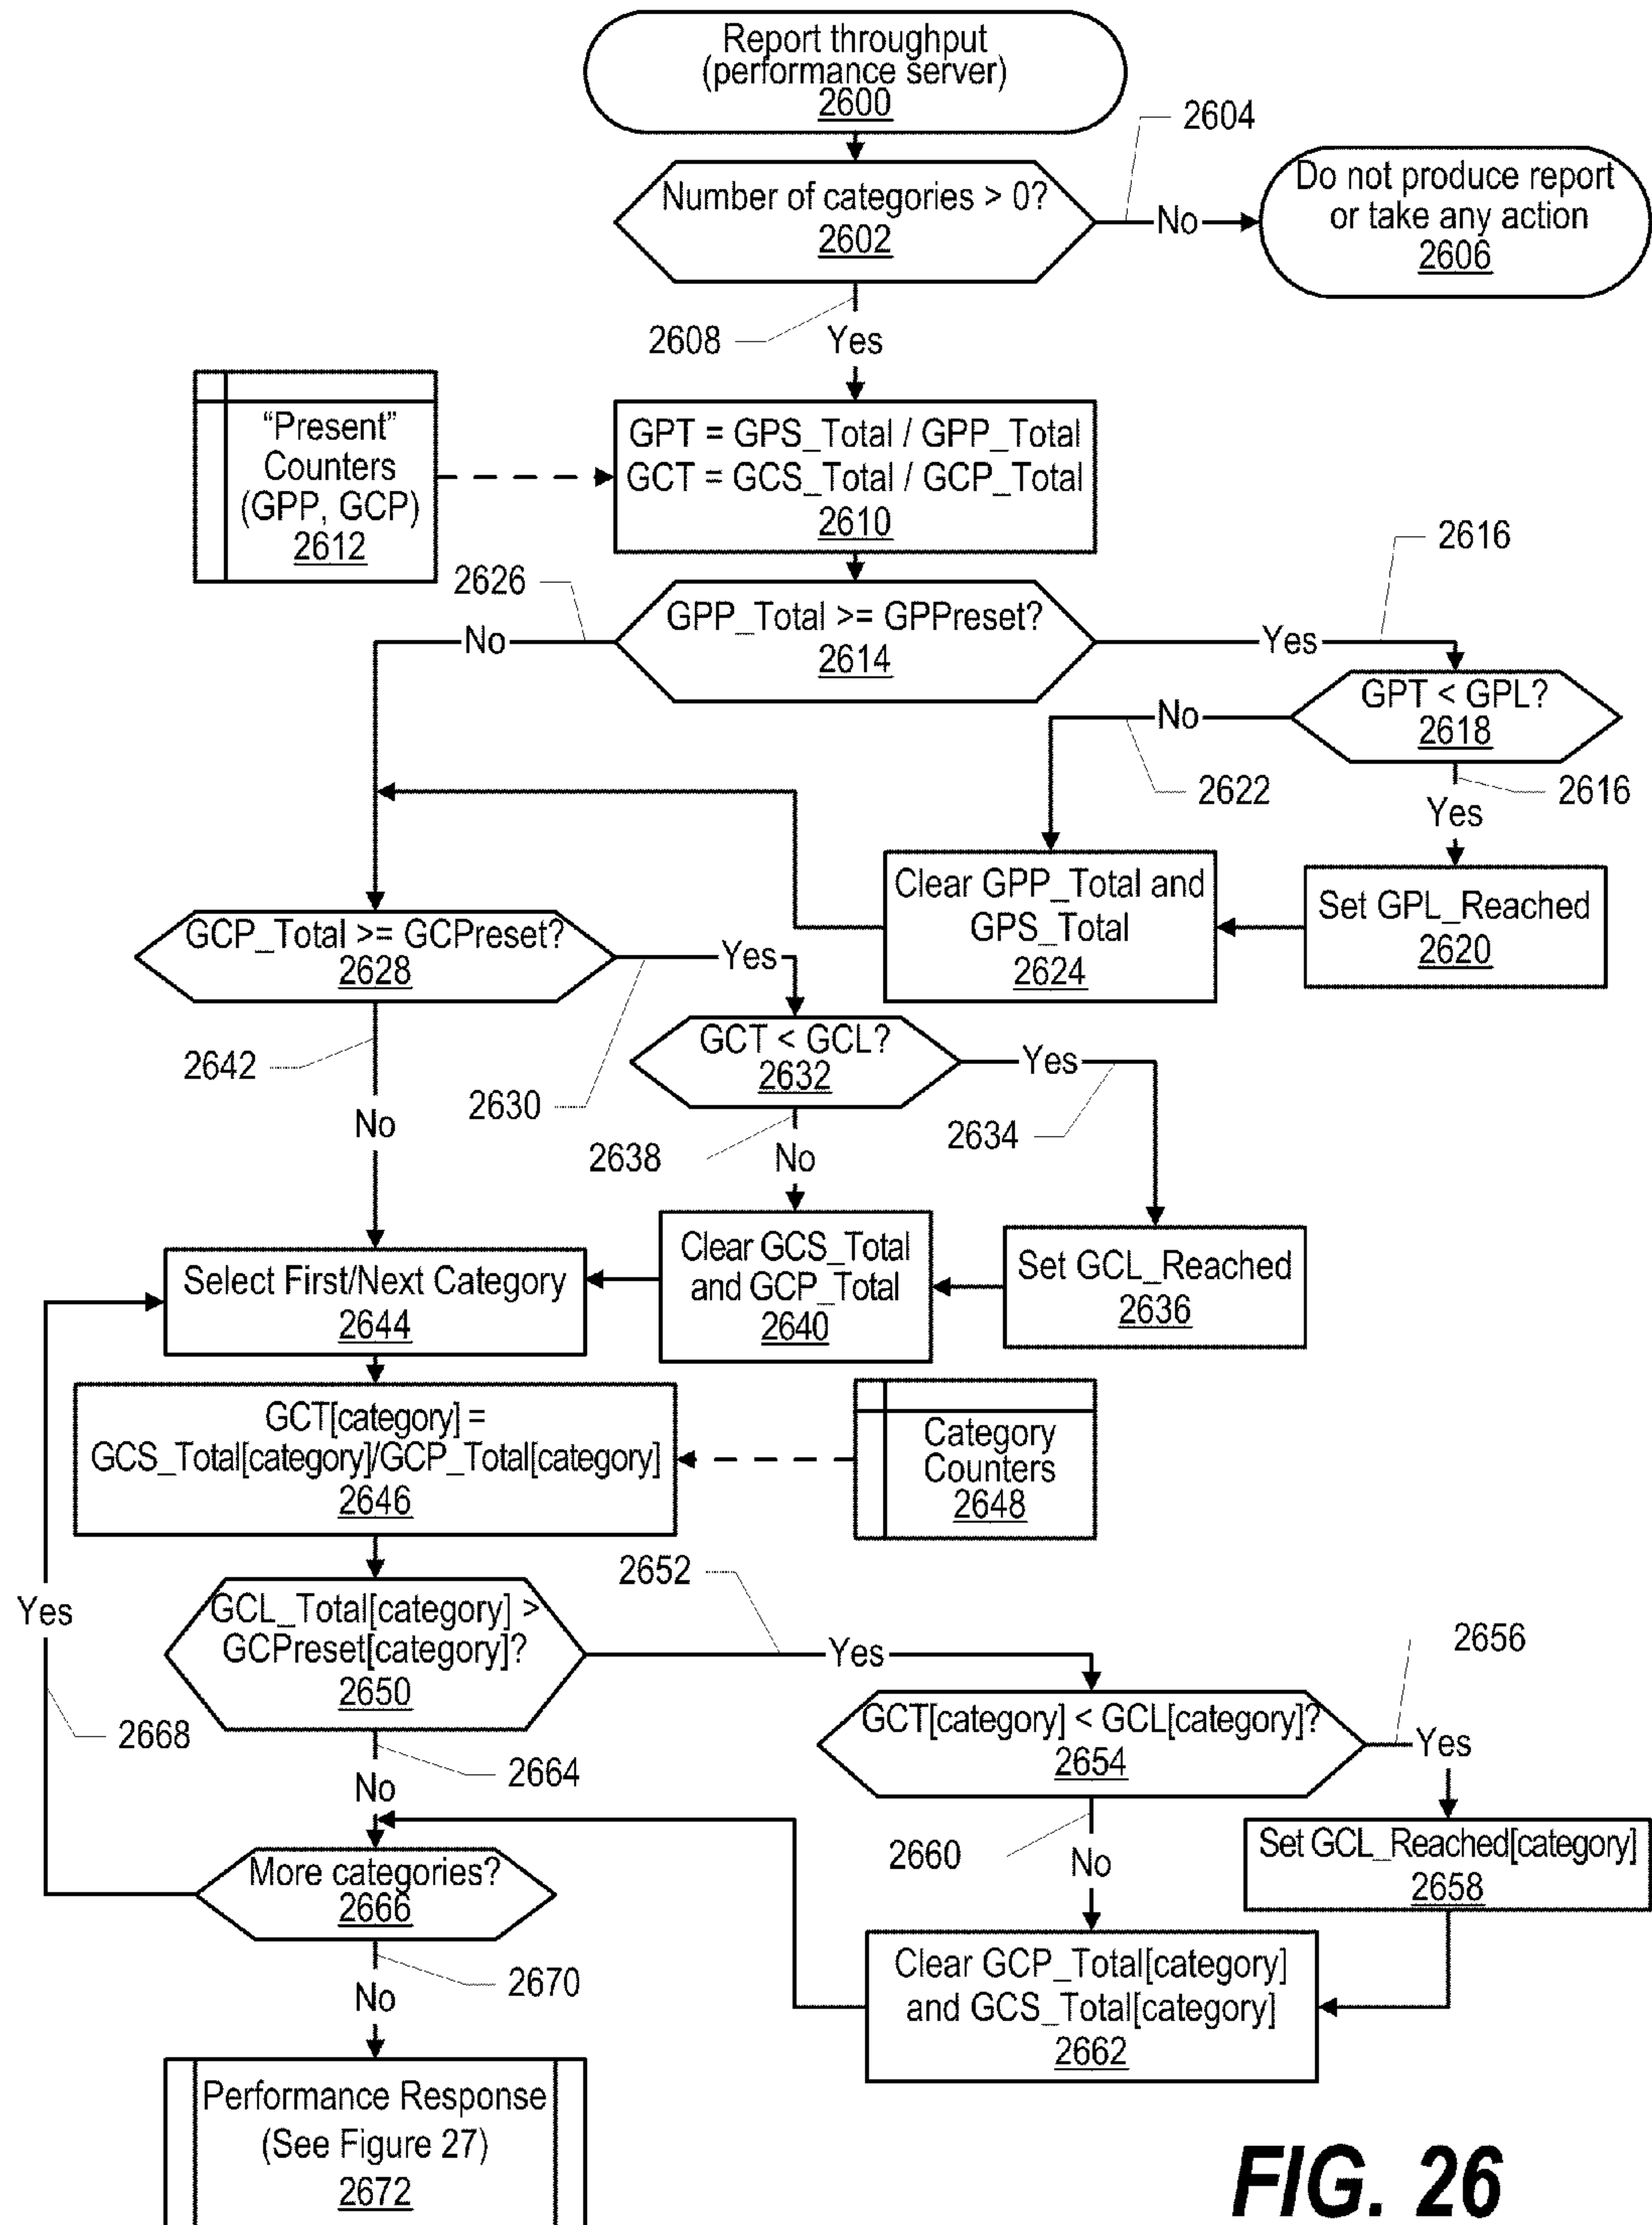 Report throughput
(performance server)
2600
2604
Number of categories > 0?
2602
No
Do not produce report
or take any action
2606
2608
Yes
"Present"
Counters
(GPP, GCP)
2612
GPT = GPS_Total / GPP_Total
GCT = GCS_Total / GCP_Total
2610
2616
2626
GPP_Total >= GPPreset?
2614
No
Yes
GPT < GPL?
2618
No
2622
2616
Yes
Clear GPP_Total and
GPS_Total
2624
Set GPL_Reached
2620
GCP_Total >= GCPreset?
2628
Yes
2642
2630
GCT < GCL?
2632
Yes
2634
No
2638
No
Select First/Next Category
2644
Clear GCS_Total
and GCP_Total
2640
Set GCL_Reached
2636
GCT[category] =
GCS_Total[category]/GCP_Total[category]
2646
Category
Counters
2648
2652
Yes
GCL_Total[category] >
GCPreset[category]?
2650
Yes
2656
2668
2664
No
GCT[category] < GCL[category]?
2654
Yes
2660
No
Set GCL_Reached[category]
2658
More categories?
2666
2670
No
Clear GCP_Total[category]
and GCS_Total[category]
2662
Performance Response
(See Figure 27)
2672
FIG. 26